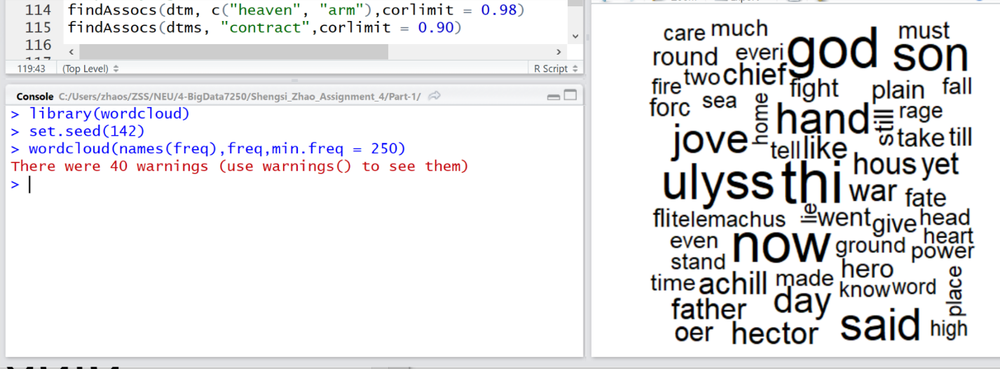 114 findAssocs(dtm, c("heaven", "arm"),corlimit = 0.98)
115 findAssocs(dtms, "contract",corlimit = 0.90)
116
119:43 (Top Level) R Script
Console C:/Users/zhaos/ZSS/NEU/4-BigData7250/Shengsi_Zhao_Assignment_4/Part-1/
> library(wordcloud)
> set.seed(142)
> wordcloud(names(freq),freq,min.freq = 250)
There were 40 warnings (use warnings() to see them)
>
care much must
round everi god son
fire two chief fight plain fall
forc sea home hand still rage
jove tell like take till
ulyss thi hous yet
war fate
fli telemachus lie went give head
even now ground heart
stand power
time achill made hero
know word place
father day
oer hector said high